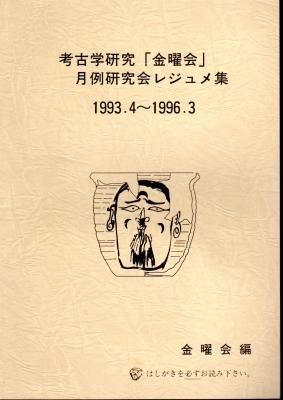 考古学研究「金曜会」
月例研究会レジュメ集
1993.4～1996.3
金曜会編
はしがきを必ずお読み下さい。